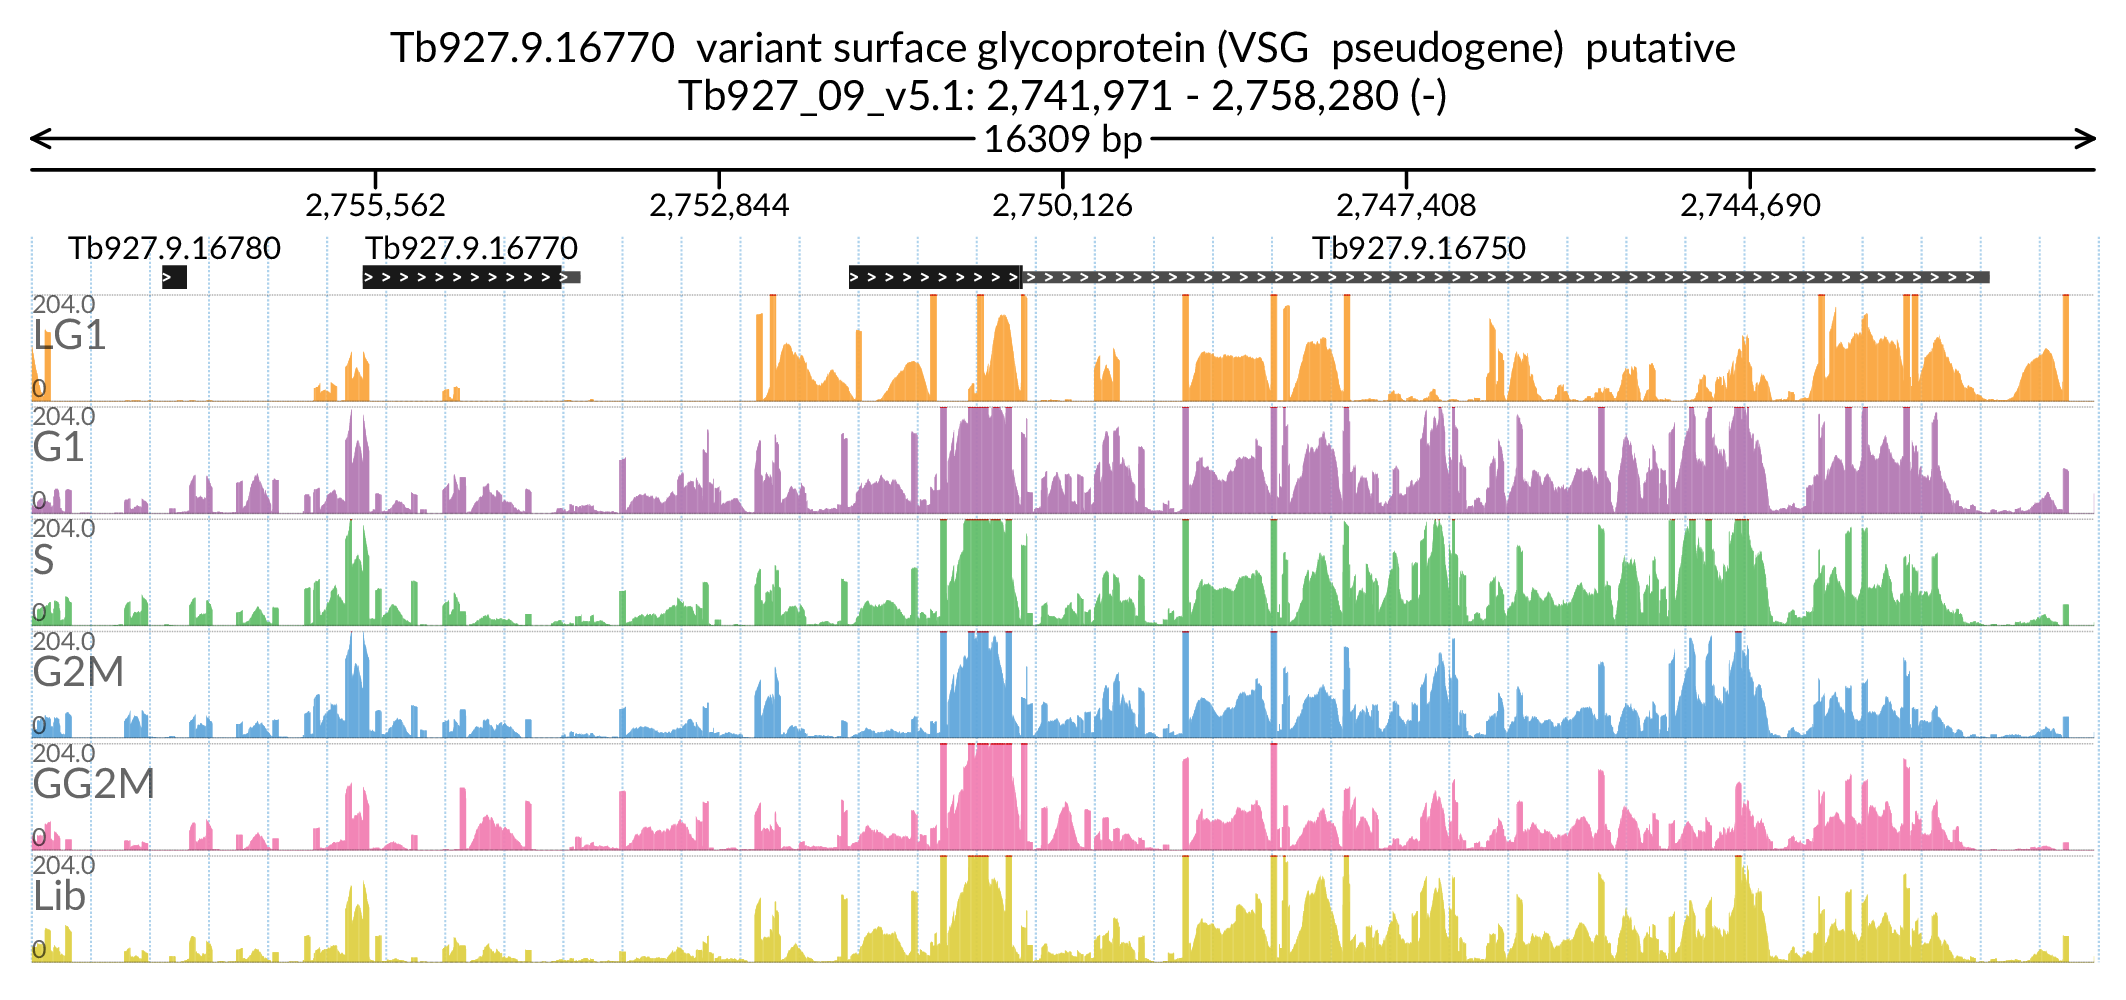 Tb927.9.16770 variant surface glycoprotein (VSG pseudogene) putative
Tb927_09_v5.1: 2,741,971 - 2,758,280 (-)
16309 bp
2,755,562 2,752,844 2,750,126 2,747,408 2,744,690
Tb927.9.16780 Tb927.9.16770 Tb927.9.16750
204.0
LG1
0
204.0
G1
0
204.0
S
0
204.0
G2M
0
204.0
GG2M
0
204.0
Lib
0